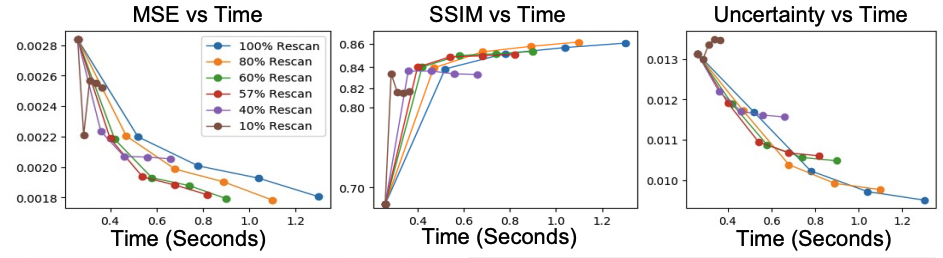 MSE vs Time
0.0028
0.0026
0.0024
0.0022
0.0020
0.0018
100% Rescan
80% Rescan
60% Rescan
57% Rescan
40% Rescan
10% Rescan
0.4 0.6 0.8 1.0 1.2
Time (Seconds)
SSIM vs Time
0.86
0.84
0.82
0.80
0.70
0.4 0.6 0.8 1.0 1.2
Time (Seconds)
Uncertainty vs Time
0.013
0.012
0.011
0.010
0.4 0.6 0.8 1.0 1.2
Time (Seconds)